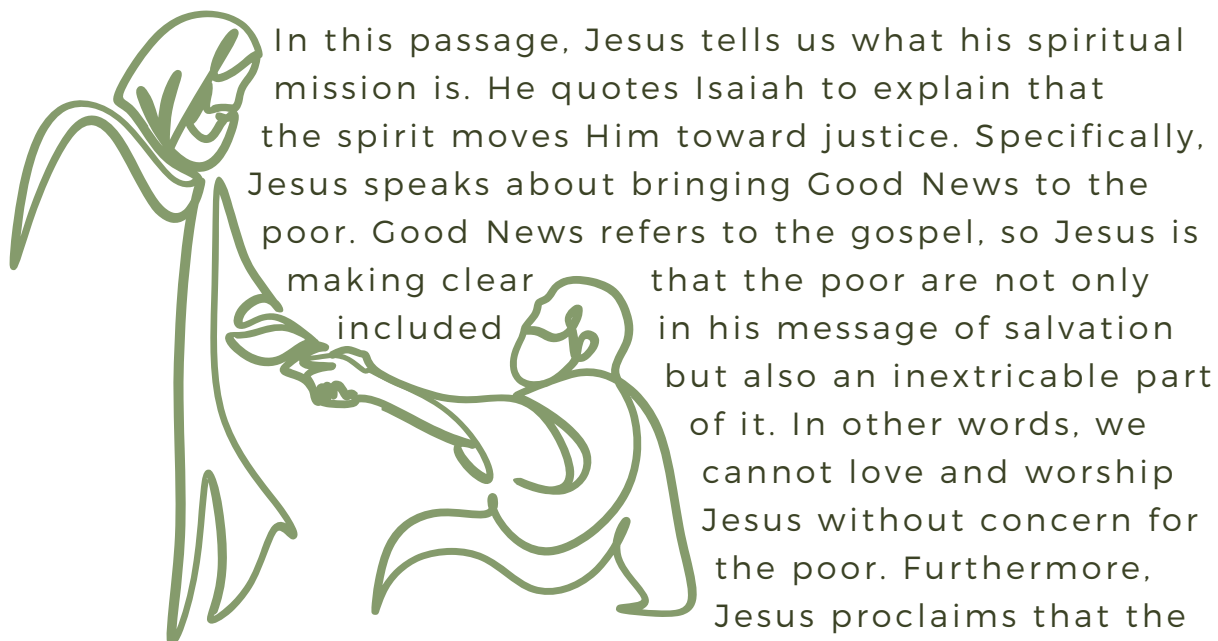 In this passage, Jesus tells us what his spiritual
mission is. He quotes Isaiah to explain that
the spirit moves Him toward justice. Specifically,
Jesus speaks about bringing Good News to the
poor. Good News refers to the gospel, so Jesus is
making clear that the poor are not only
included in his message of salvation
but also an inextricable part
of it. In other words, we
cannot love and worship
Jesus without concern for
the poor. Furthermore,
Jesus proclaims that the